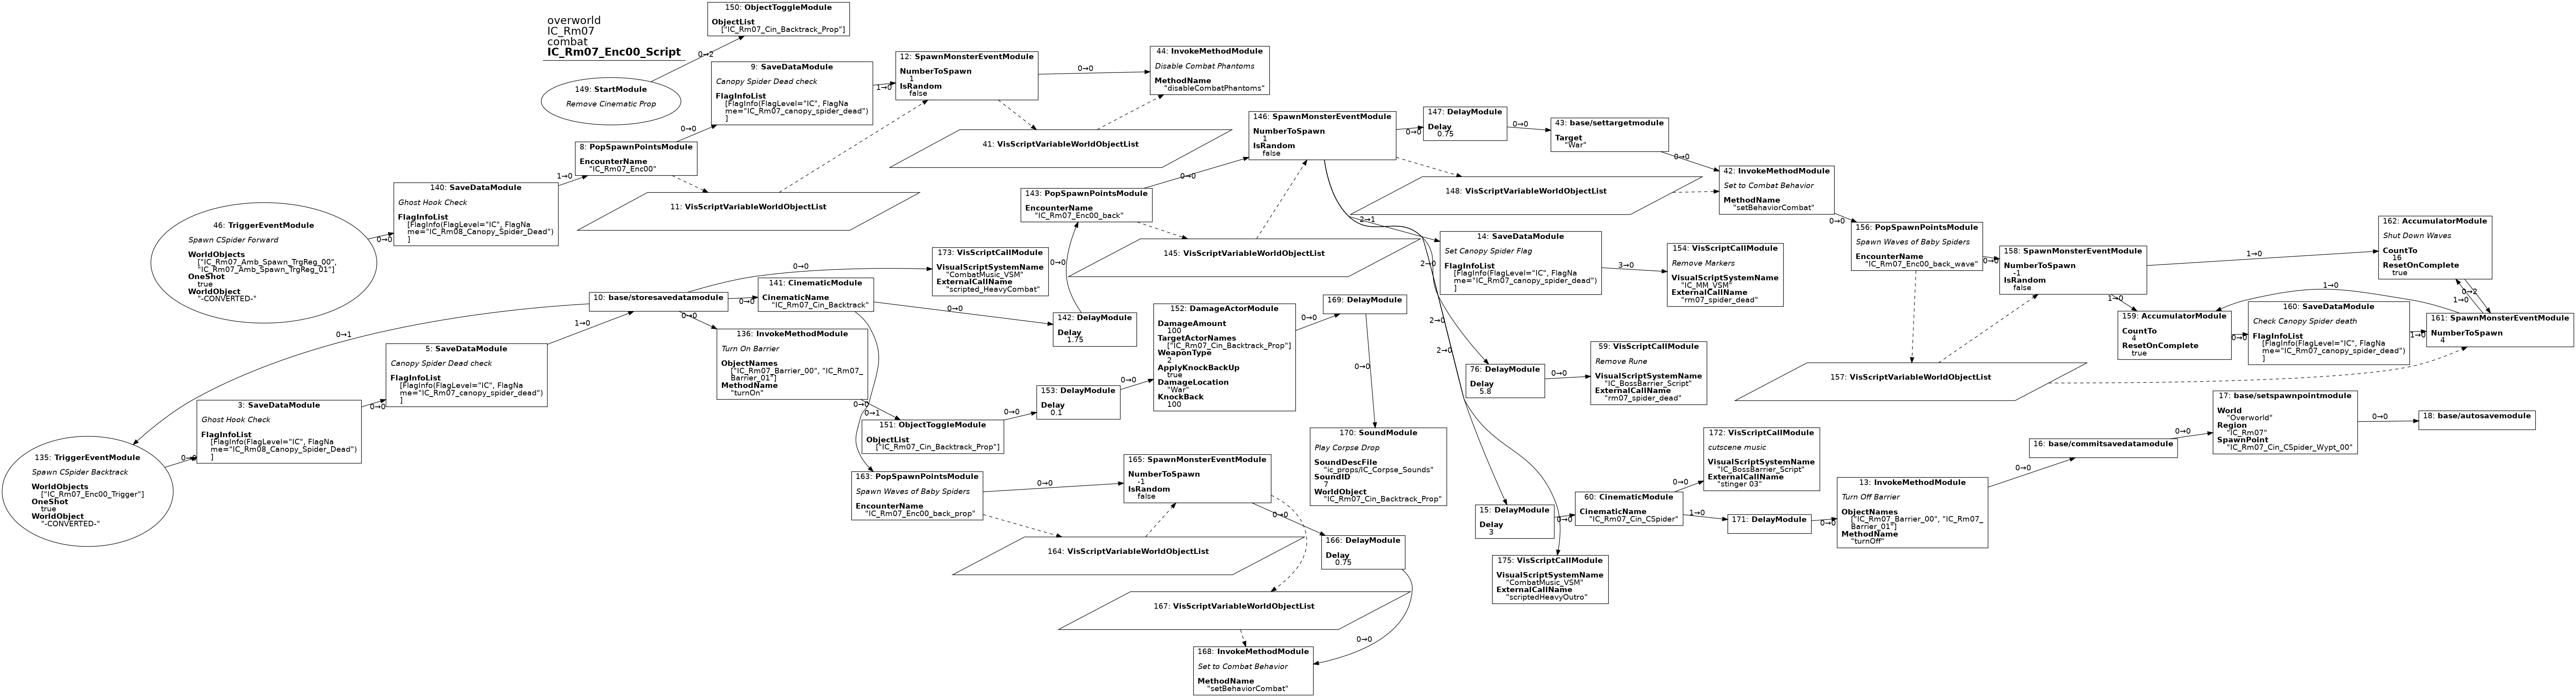 overworld
IC_Rm07
combat
IC_Rm07_Enc00_Script
150: ObjectToggleModule
ObjectList
["IC_Rm07_Cin_Backtrack_Prop"]
0→2
149: StartModule
Remove Cinematic Prop
9: SaveDataModule
Canopy Spider Dead check
FlagInfoList
[FlagInfo(FlagLevel="IC", FlagNa
me="IC_Rm07_canopy_spider_dead")
]
1→0
12: SpawnMonsterEventModule
NumberToSpawn
1
IsRandom
false
0→0
44: InvokeMethodModule
Disable Combat Phantoms
MethodName
"disableCombatPhantoms"
0→0
8: PopSpawnPointsModule
EncounterName
"IC_Rm07_Enc00"
1→0
41: VisScriptVariableWorldObjectList
11: VisScriptVariableWorldObjectList
140: SaveDataModule
Ghost Hook Check
FlagInfoList
[FlagInfo(FlagLevel="IC", FlagNa
me="IC_Rm08_Canopy_Spider_Dead")
]
0→0
46: TriggerEventModule
Spawn CSpider Forward
WorldObjects
["IC_Rm07_Amb_Spawn_TrgReg_00",
"IC_Rm07_Amb_Spawn_TrgReg_01"]
OneShot
true
WorldObject
"-CONVERTED-"
146: SpawnMonsterEventModule
NumberToSpawn
1
IsRandom
false
0→0
147: DelayModule
Delay
0.75
0→0
43: base/settargetmodule
Target
"War"
0→0
42: InvokeMethodModule
Set to Combat Behavior
MethodName
"setBehaviorCombat"
0→0
148: VisScriptVariableWorldObjectList
143: PopSpawnPointsModule
EncounterName
"IC_Rm07_Enc00_back"
0→0
145: VisScriptVariableWorldObjectList
2→1
14: SaveDataModule
Set Canopy Spider Flag
FlagInfoList
[FlagInfo(FlagLevel="IC", FlagNa
me="IC_Rm07_canopy_spider_dead")
]
3→0
154: VisScriptCallModule
Remove Markers
VisualScriptSystemName
"IC_MM_VSM"
ExternalCallName
"rm07_spider_dead"
156: PopSpawnPointsModule
Spawn Waves of Baby Spiders
EncounterName
"IC_Rm07_Enc00_back_wave"
0→0
158: SpawnMonsterEventModule
NumberToSpawn
-1
IsRandom
false
1→0
1→0
162: AccumulatorModule
Shut Down Waves
CountTo
16
ResetOnComplete
true
0→2
1→0
1→0
159: AccumulatorModule
CountTo
4
ResetOnComplete
true
0→0
160: SaveDataModule
Check Canopy Spider death
FlagInfoList
[FlagInfo(FlagLevel="IC", FlagNa
me="IC_Rm07_canopy_spider_dead")
]
1→0
161: SpawnMonsterEventModule
NumberToSpawn
4
157: VisScriptVariableWorldObjectList
173: VisScriptCallModule
VisualScriptSystemName
"CombatMusic_VSM"
ExternalCallName
"scripted_HeavyCombat"
0→0
0→0
10: base/storesavedatamodule
0→0
0→0
0→1
141: CinematicModule
CinematicName
"IC_Rm07_Cin_Backtrack"
0→0
142: DelayModule
Delay
1.75
136: InvokeMethodModule
Turn On Barrier
ObjectNames
["IC_Rm07_Barrier_00", "IC_Rm07_
Barrier_01"]
MethodName
"turnOn"
0→0
0→1
5: SaveDataModule
Canopy Spider Dead check
FlagInfoList
[FlagInfo(FlagLevel="IC", FlagNa
me="IC_Rm07_canopy_spider_dead")
]
1→0
3: SaveDataModule
Ghost Hook Check
FlagInfoList
[FlagInfo(FlagLevel="IC", FlagNa
me="IC_Rm08_Canopy_Spider_Dead")
]
0→0
135: TriggerEventModule
Spawn CSpider Backtrack
WorldObjects
["IC_Rm07_Enc00_Trigger"]
OneShot
true
WorldObject
"-CONVERTED-"
151: ObjectToggleModule
ObjectList
["IC_Rm07_Cin_Backtrack_Prop"]
0→0
153: DelayModule
Delay
0.1
0→0
152: DamageActorModule
DamageAmount
100
TargetActorNames
["IC_Rm07_Cin_Backtrack_Prop"]
WeaponType
2
ApplyKnockBackUp
true
DamageLocation
"War"
KnockBack
100
0→0
169: DelayModule
0→0
170: SoundModule
Play Corpse Drop
SoundDescFile
"ic_props/IC_Corpse_Sounds"
SoundID
7
WorldObject
"IC_Rm07_Cin_Backtrack_Prop"
2→0
2→0
2→0
76: DelayModule
Delay
5.8
0→0
59: VisScriptCallModule
Remove Rune
VisualScriptSystemName
"IC_BossBarrier_Script"
ExternalCallName
"rm07_spider_dead"
163: PopSpawnPointsModule
Spawn Waves of Baby Spiders
EncounterName
"IC_Rm07_Enc00_back_prop"
0→0
165: SpawnMonsterEventModule
NumberToSpawn
-1
IsRandom
false
0→0
164: VisScriptVariableWorldObjectList
166: DelayModule
Delay
0.75
0→0
167: VisScriptVariableWorldObjectList
168: InvokeMethodModule
Set to Combat Behavior
MethodName
"setBehaviorCombat"
15: DelayModule
Delay
3
0→0
60: CinematicModule
CinematicName
"IC_Rm07_Cin_CSpider"
0→0
1→0
172: VisScriptCallModule
cutscene music
VisualScriptSystemName
"IC_BossBarrier_Script"
ExternalCallName
"stinger 03"
171: DelayModule
0→0
13: InvokeMethodModule
Turn Off Barrier
ObjectNames
["IC_Rm07_Barrier_00", "IC_Rm07_
Barrier_01"]
MethodName
"turnOff"
0→0
16: base/commitsavedatamodule
0→0
17: base/setspawnpointmodule
World
"Overworld"
Region
"IC_Rm07"
SpawnPoint
"IC_Rm07_Cin_CSpider_Wypt_00"
0→0
18: base/autosavemodule
175: VisScriptCallModule
VisualScriptSystemName
"CombatMusic_VSM"
ExternalCallName
"scriptedHeavyOutro"